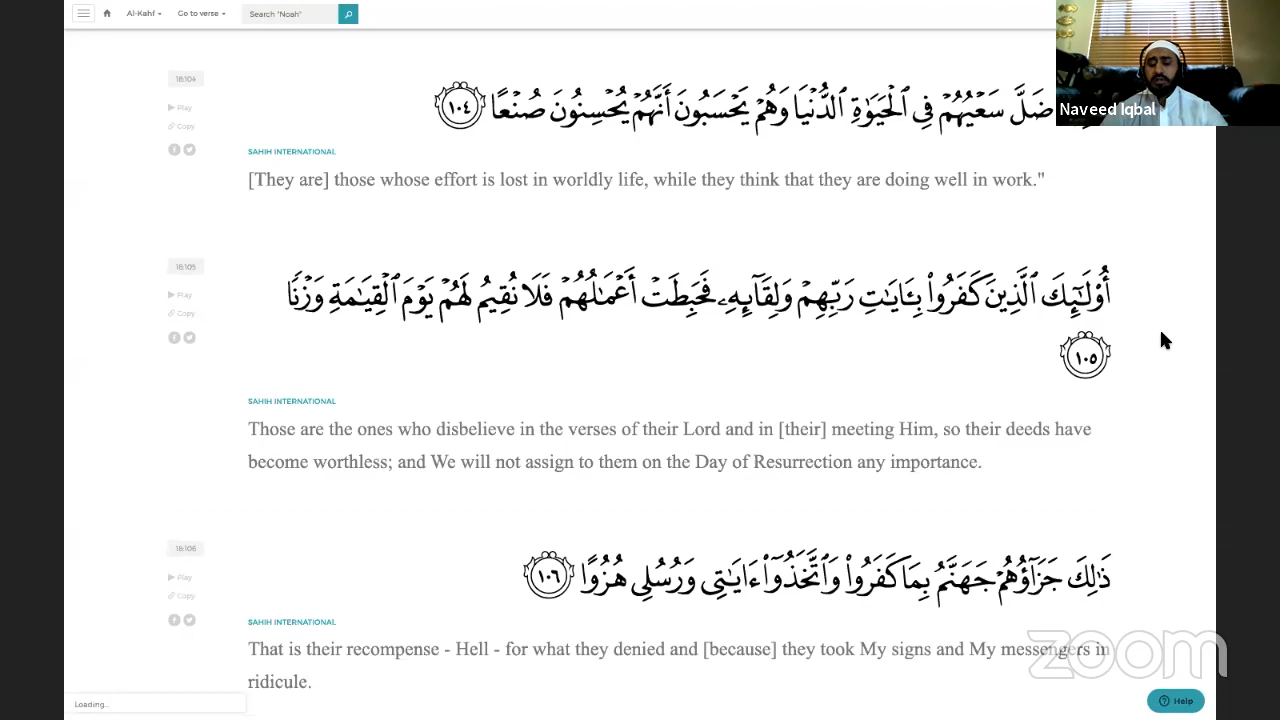 Al-Kahf
Go to verse
Search "Noah"
Naveed Iqbal
18:104
ضَلَّ سَعْيُهُمْ فِى ٱلْحَيَوٰةِ ٱلدُّنْيَا وَهُمْ يَحْسَبُونَ أَنَّهُمْ يُحْسِنُونَ صُنْعًا ١٠٤
Play
Copy
SAHIH INTERNATIONAL
[They are] those whose effort is lost in worldly life, while they think that they are doing well in work."
18:105
أُو۟لَـٰٓئِكَ ٱلَّذِينَ كَفَرُوا۟ بِـَٔايَـٰتِ رَبِّهِمْ وَلِقَآئِهِۦ فَحَبِطَتْ أَعْمَـٰلُهُمْ فَلَا نُقِيمُ لَهُمْ يَوْمَ ٱلْقِيَـٰمَةِ وَزْنًا
Play
Copy
١٠٥
SAHIH INTERNATIONAL
Those are the ones who disbelieve in the verses of their Lord and in [their] meeting Him, so their deeds have
become worthless; and We will not assign to them on the Day of Resurrection any importance.
18:106
ذَٰلِكَ جَزَآؤُهُمْ جَهَنَّمُ بِمَا كَفَرُوا۟ وَٱتَّخَذُوٓا۟ ءَايَـٰتِى وَرُسُلِى هُزُوًا ١٠٦
Play
Copy
SAHIH INTERNATIONAL
That is their recompense - Hell - for what they denied and [because] they took My signs and My messengers in
ridicule.
zoom
Loading...
Help